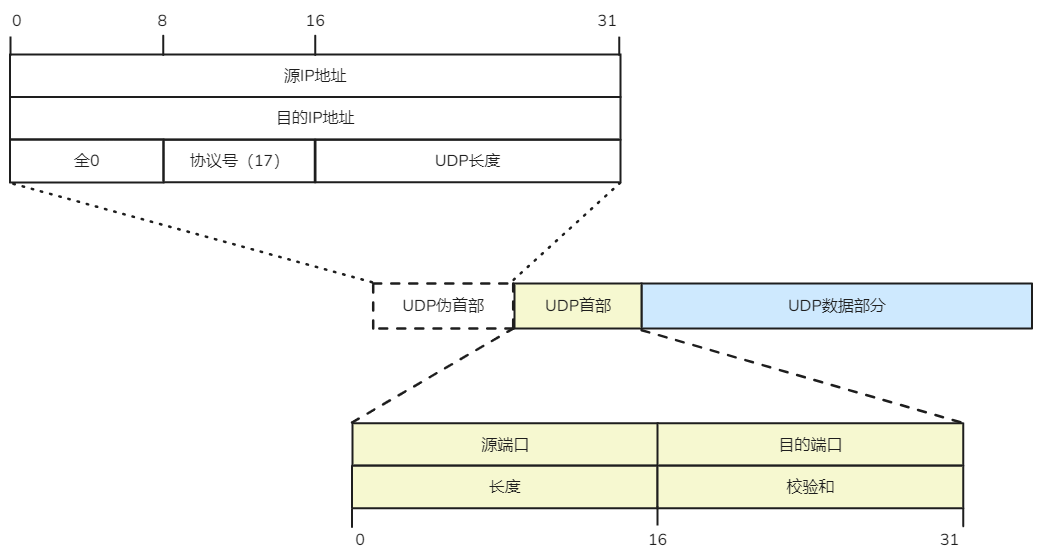 0 8 16 31
源IP地址
目的IP地址
全0 协议号（17） UDP长度
UDP伪首部 UDP首部 UDP数据部分
源端口 目的端口
长度 校验和
0 16 31